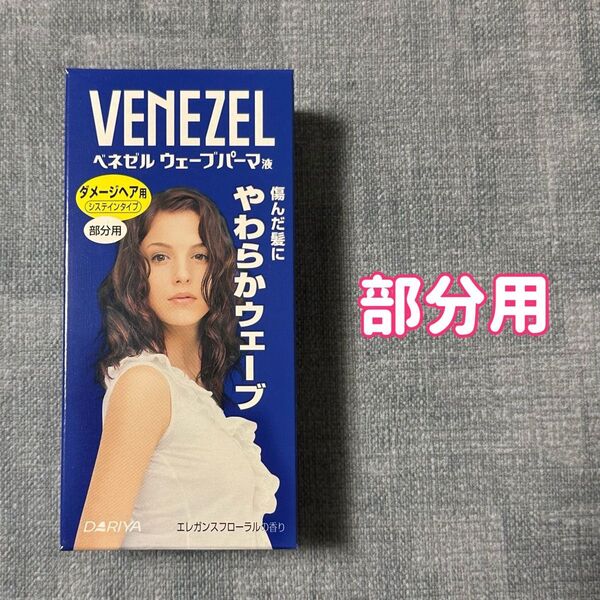 VENEZEL
ベネゼル ウェーブパーマ液
ダメージヘア用
システインタイプ
部分用
傷んだ髪に
やわらかウエーブ
部分用
DARIYA
エレガンスフローラルの香り